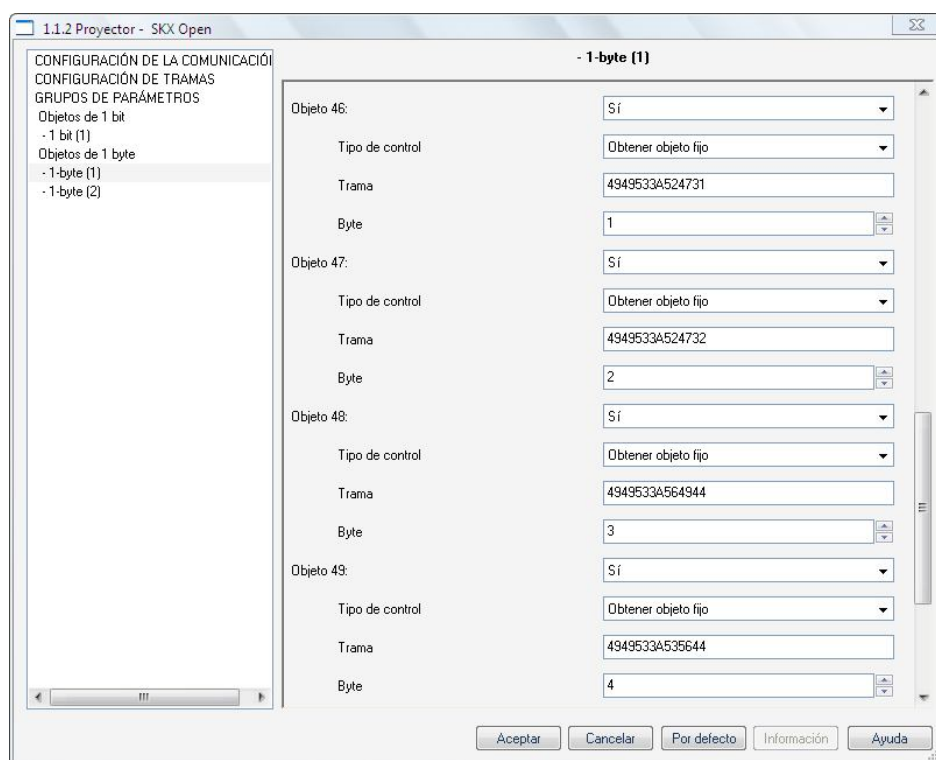 1.1.2 Proyector - SKX Open
CONFIGURACIÓN DE LA COMUNICACIÓI
CONFIGURACIÓN DE TRAMAS
GRUPOS DE PARÁMETROS
Objetos de 1 bit
- 1 bit (1)
Objetos de 1 byte
- 1-byte (1)
- 1-byte (2)
- 1-byte (1)
Objeto 46: Sí
Tipo de control Obtener objeto fijo
Trama 4949533A524731
Byte 1
Objeto 47: Sí
Tipo de control Obtener objeto fijo
Trama 4949533A524732
Byte 2
Objeto 48: Sí
Tipo de control Obtener objeto fijo
Trama 4949533A564944
Byte 3
Objeto 49: Sí
Tipo de control Obtener objeto fijo
Trama 4949533A535644
Byte 4
Aceptar Cancelar Por defecto Información Ayuda